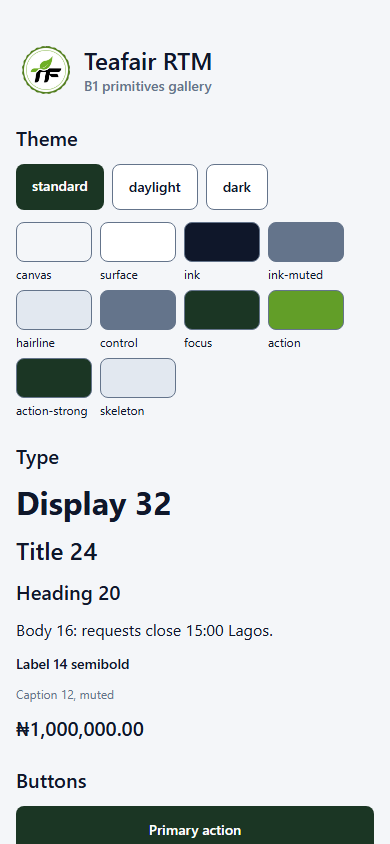 TF
Teafair RTM
B1 primitives gallery
Theme
standard daylight dark
canvas surface ink ink-muted
hairline control focus action
action-strong skeleton
Type
Display 32
Title 24
Heading 20
Body 16: requests close 15:00 Lagos.
Label 14 semibold
Caption 12, muted
₦1,000,000.00
Buttons
Primary action